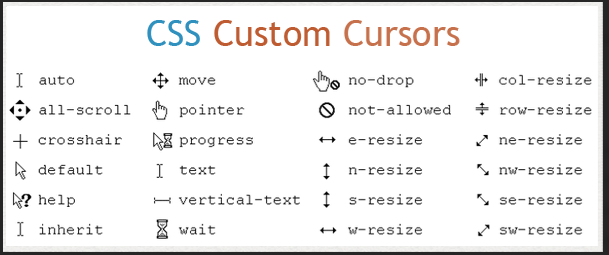 CSS Custom Cursors
auto move no-drop col-resize
all-scroll pointer not-allowed row-resize
crosshair progress e-resize ne-resize
default text n-resize nw-resize
help vertical-text s-resize se-resize
inherit wait w-resize sw-resize